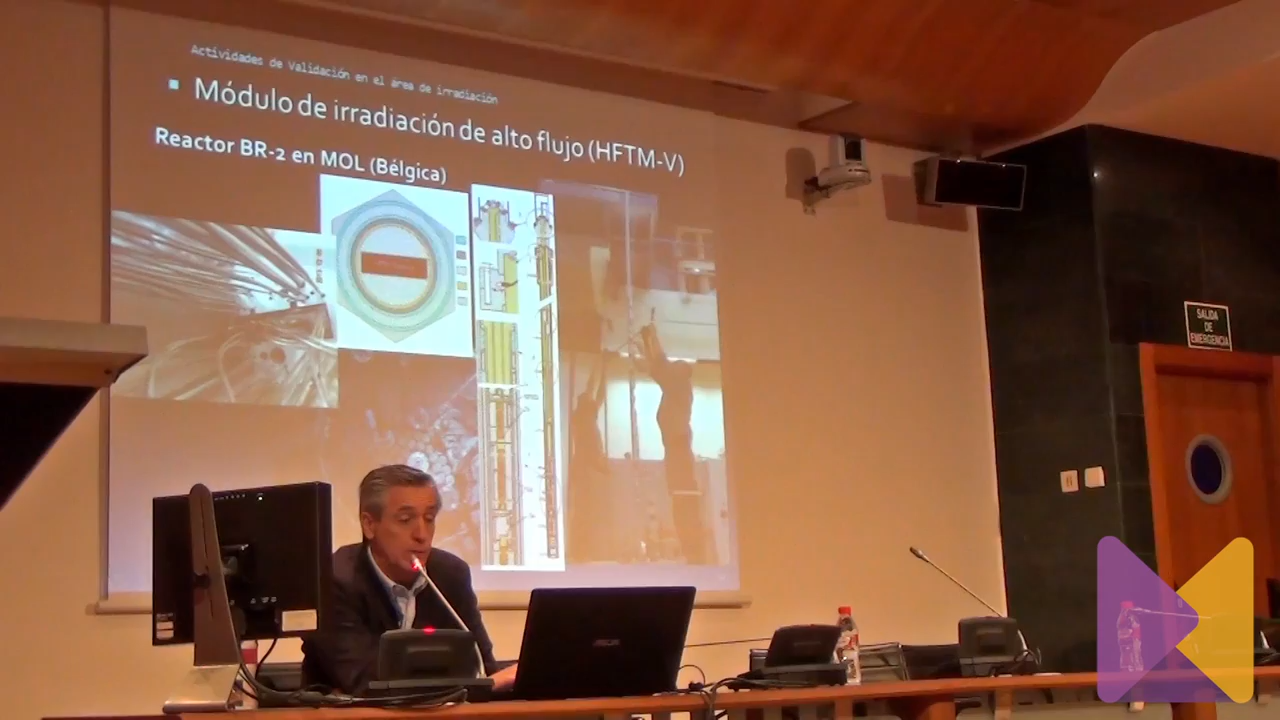 Actividades de Validación en el área de irradiación
Módulo de irradiación de alto flujo (HFTM-V)
Reactor BR-2 en MOL (Bélgica)
SALIDA
DE
EMERGENCIA